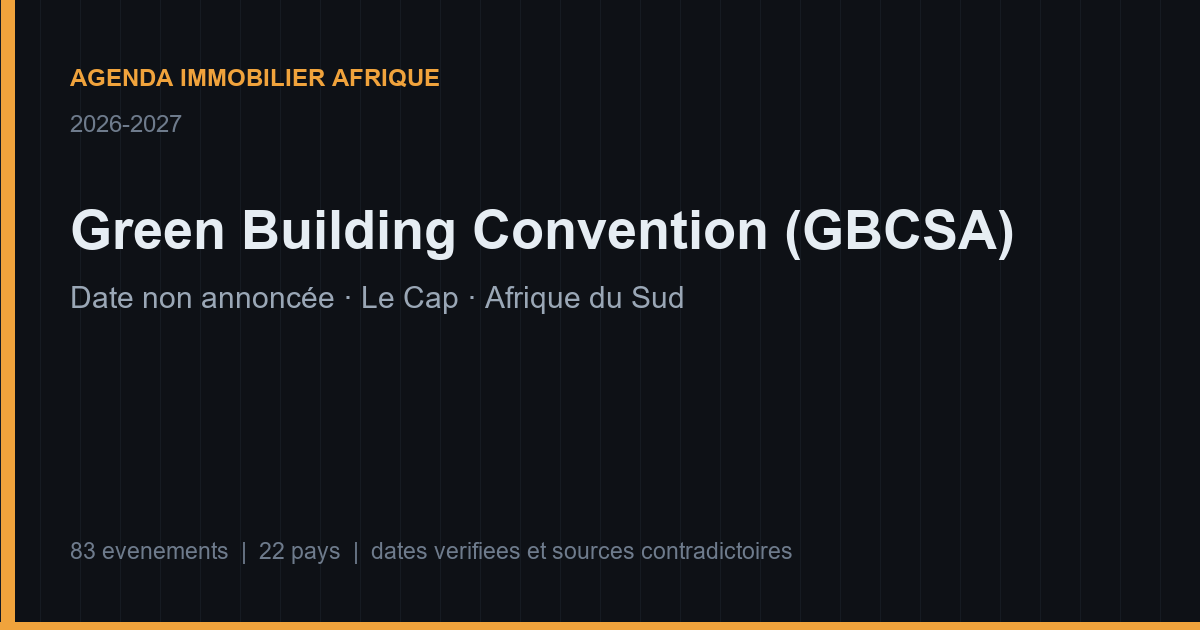 AGENDA IMMOBILIER AFRIQUE
2026-2027
Green Building Convention (GBCSA)
Date non annoncée · Le Cap · Afrique du Sud
83 evenements | 22 pays | dates verifiees et sources contradictoires